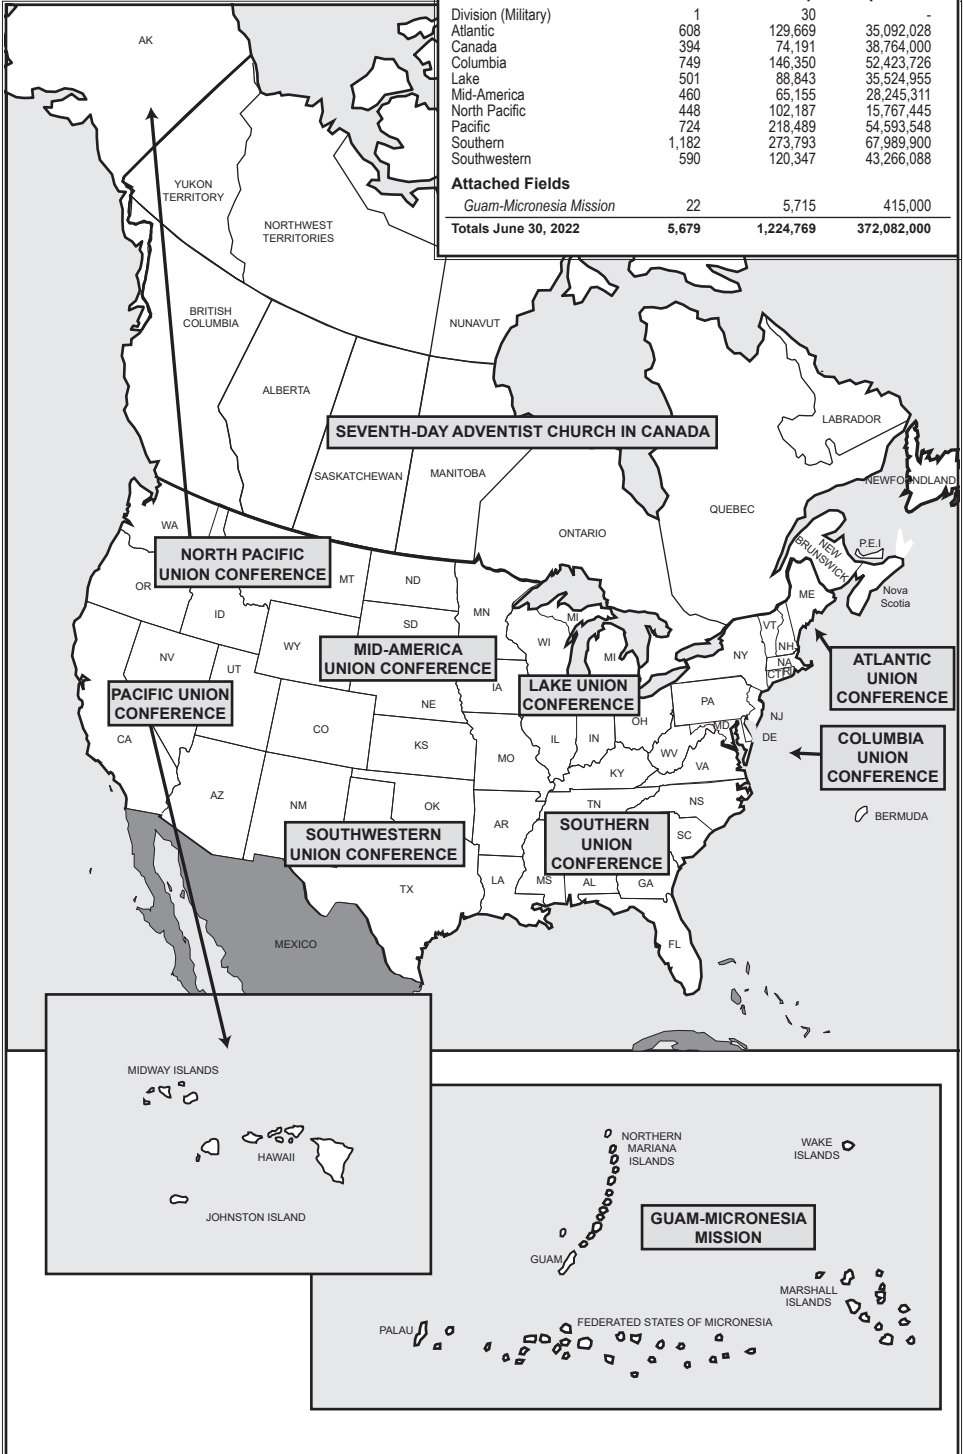 Division (Military) 1 30 -
Atlantic 608 129,669 35,092,028
Canada 394 74,191 38,764,000
Columbia 749 146,350 52,423,726
Lake 501 88,843 35,524,955
Mid-America 460 65,155 28,245,311
North Pacific 448 102,187 15,767,445
Pacific 724 218,489 54,593,548
Southern 1,182 273,793 67,989,900
Southwestern 590 120,347 43,266,088
Attached Fields
Guam-Micronesia Mission 22 5,715 415,000
Totals June 30, 2022 5,679 1,224,769 372,082,000
AK
YUKON
TERRITORY
NORTHWEST
TERRITORIES
BRITISH
COLUMBIA
NUNAVUT
ALBERTA
LABRADOR
SEVENTH-DAY ADVENTIST CHURCH IN CANADA
SASKATCHEWAN
MANITOBA
NEWFOUNDLAND
QUEBEC
ONTARIO
WA
NEW
BRUNSWICK
P.E.I
NORTH PACIFIC
UNION CONFERENCE
OR
MT
ND
ME
Nova
Scotia
ID
MN
MI
SD
VT
WI
NH
WY
MID-AMERICA
UNION CONFERENCE
NV
UT
MI
NY
NA
CT
RI
ATLANTIC
UNION
CONFERENCE
IA
LAKE UNION
CONFERENCE
PACIFIC UNION
CONFERENCE
NE
PA
OH
MD
NJ
DE
CO
CA
KS
IL
IN
WV
VA
MO
KY
COLUMBIA
UNION
CONFERENCE
AZ
NM
OK
TN
NS
BERMUDA
AR
SC
SOUTHWESTERN
UNION CONFERENCE
SOUTHERN
UNION
CONFERENCE
TX
LA
MS
AL
GA
MEXICO
FL
MIDWAY ISLANDS
HAWAII
JOHNSTON ISLAND
NORTHERN
MARIANA
ISLANDS
WAKE
ISLANDS
GUAM-MICRONESIA
MISSION
GUAM
MARSHALL
ISLANDS
PALAU
FEDERATED STATES OF MICRONESIA